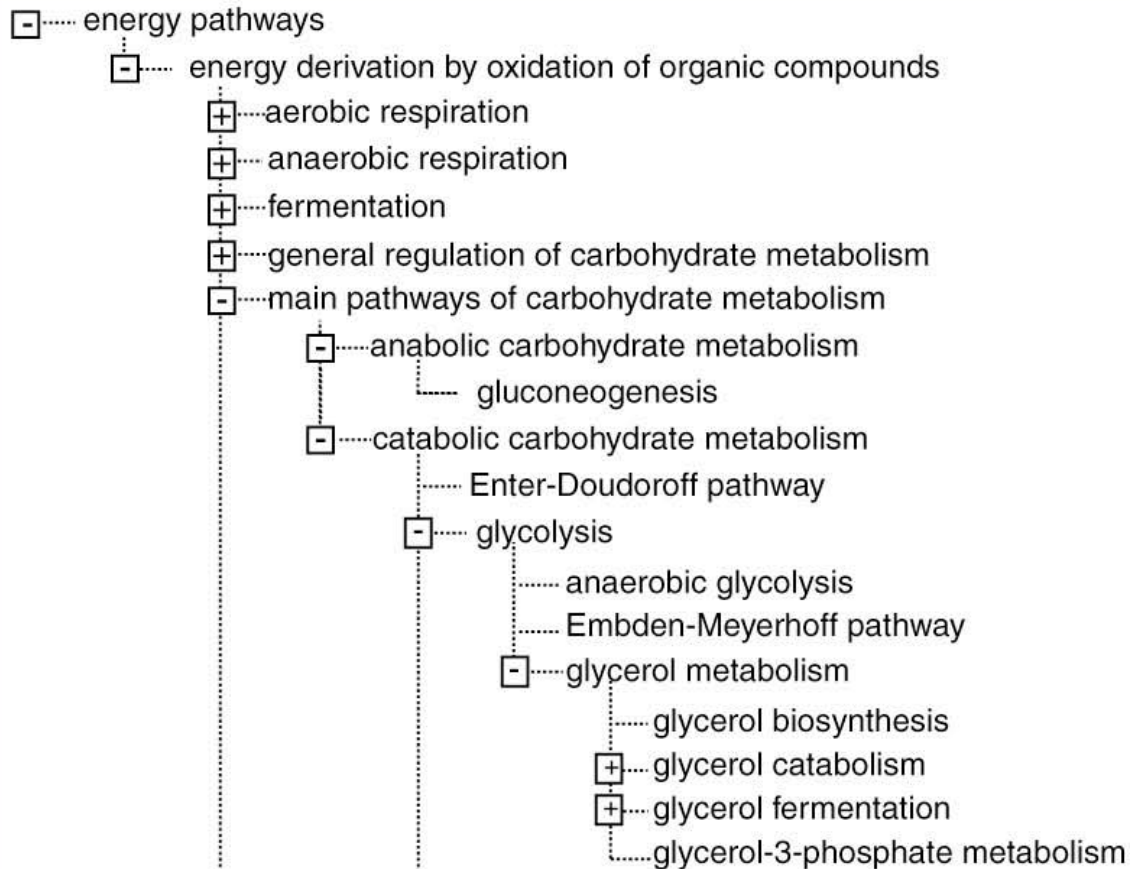 - energy pathways
- energy derivation by oxidation of organic compounds
+ aerobic respiration
+ anaerobic respiration
+ fermentation
+ general regulation of carbohydrate metabolism
- main pathways of carbohydrate metabolism
- anabolic carbohydrate metabolism
gluconeogenesis
- catabolic carbohydrate metabolism
Enter-Doudoroff pathway
- glycolysis
anaerobic glycolysis
Embden-Meyerhoff pathway
- glycerol metabolism
glycerol biosynthesis
+ glycerol catabolism
+ glycerol fermentation
glycerol-3-phosphate metabolism